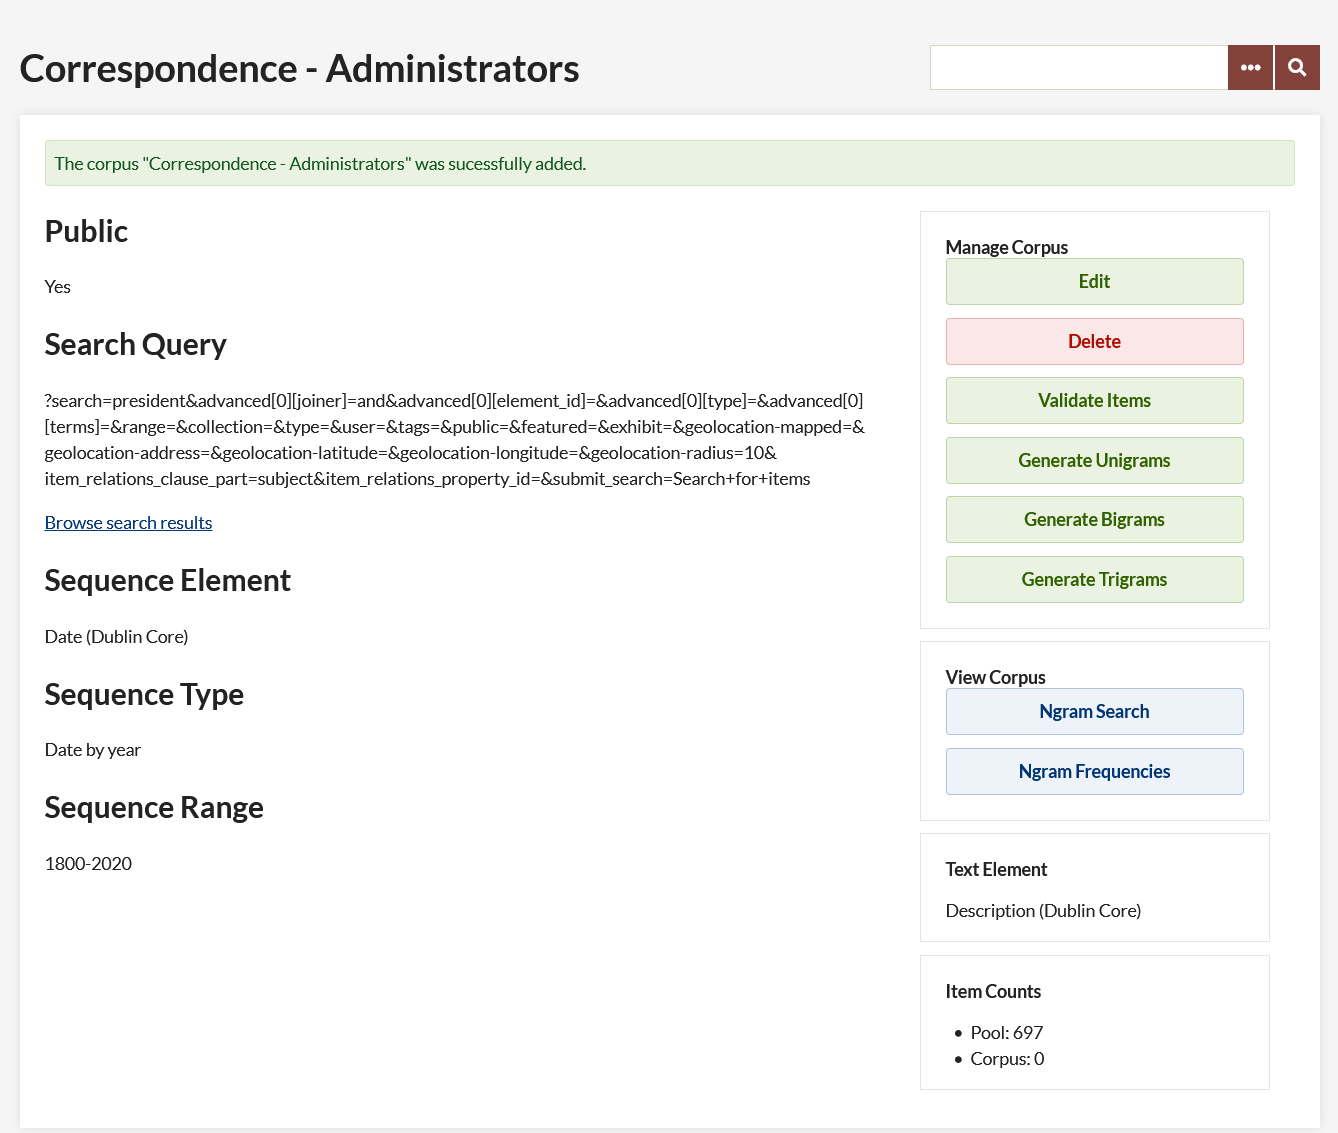 Correspondence - Administrators
The corpus "Correspondence - Administrators" was sucessfully added.
Public
Yes
Search Query
?search=president&advanced[0][joiner]=and&advanced[0][element_id]=&advanced[0][type]=&advanced[0]
[terms]=&range=&collection=&type=&user=&tags=&public=&featured=&exhibit=&geolocation-mapped=&
geolocation-address=&geolocation-latitude=&geolocation-longitude=&geolocation-radius=10&
item_relations_clause_part=subject&item_relations_property_id=&submit_search=Search+for+items
Browse search results
Sequence Element
Date (Dublin Core)
Sequence Type
Date by year
Sequence Range
1800-2020
Manage Corpus
Edit
Delete
Validate Items
Generate Unigrams
Generate Bigrams
Generate Trigrams
View Corpus
Ngram Search
Ngram Frequencies
Text Element
Description (Dublin Core)
Item Counts
• Pool: 697
• Corpus: 0